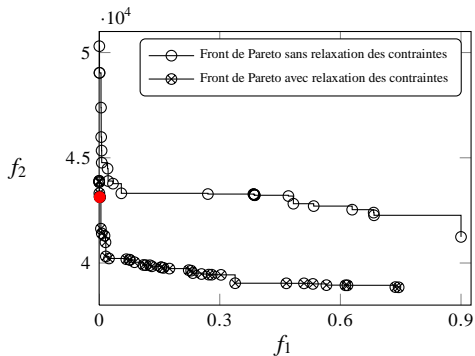 ·10⁴
5
Front de Pareto sans relaxation des contraintes
Front de Pareto avec relaxation des contraintes
4.5
f₂
4
0 0.3 0.6 0.9
f₁